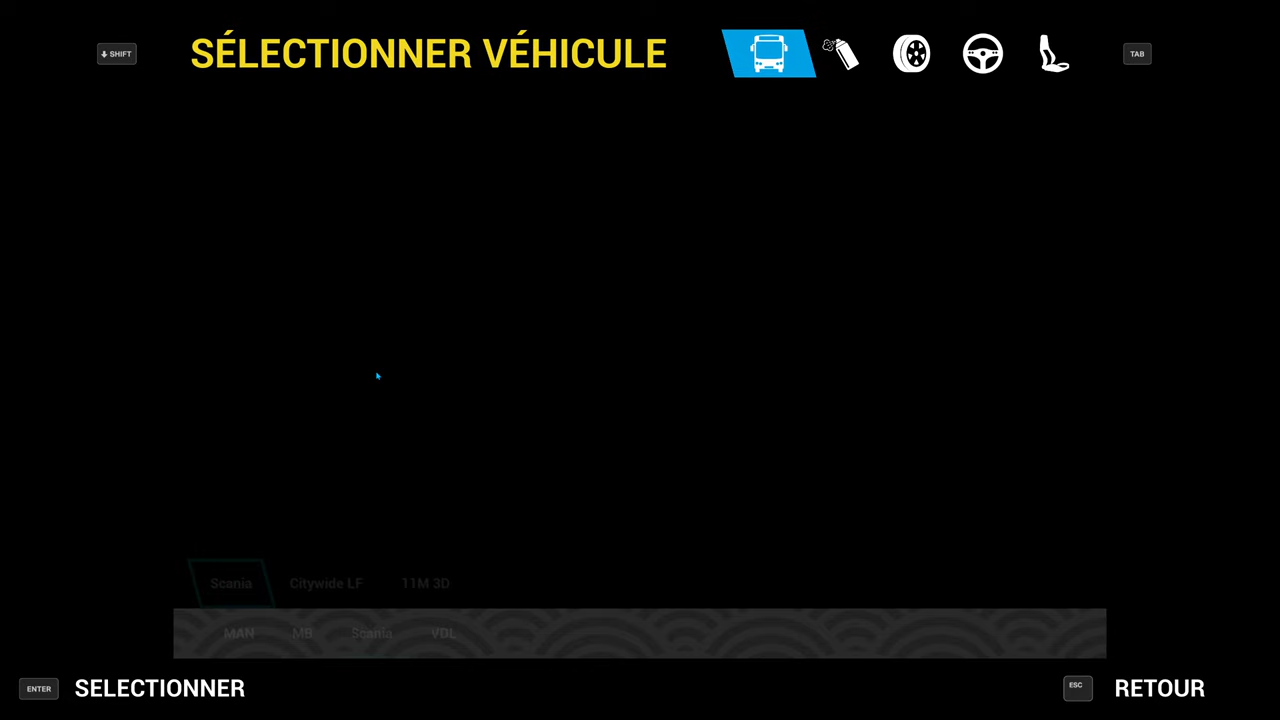 SHIFT
SÉLECTIONNER VÉHICULE
TAB
Scania Citywide LF 11M 3D
MAN MB Scania VDL
ENTER SELECTIONNER
ESC RETOUR